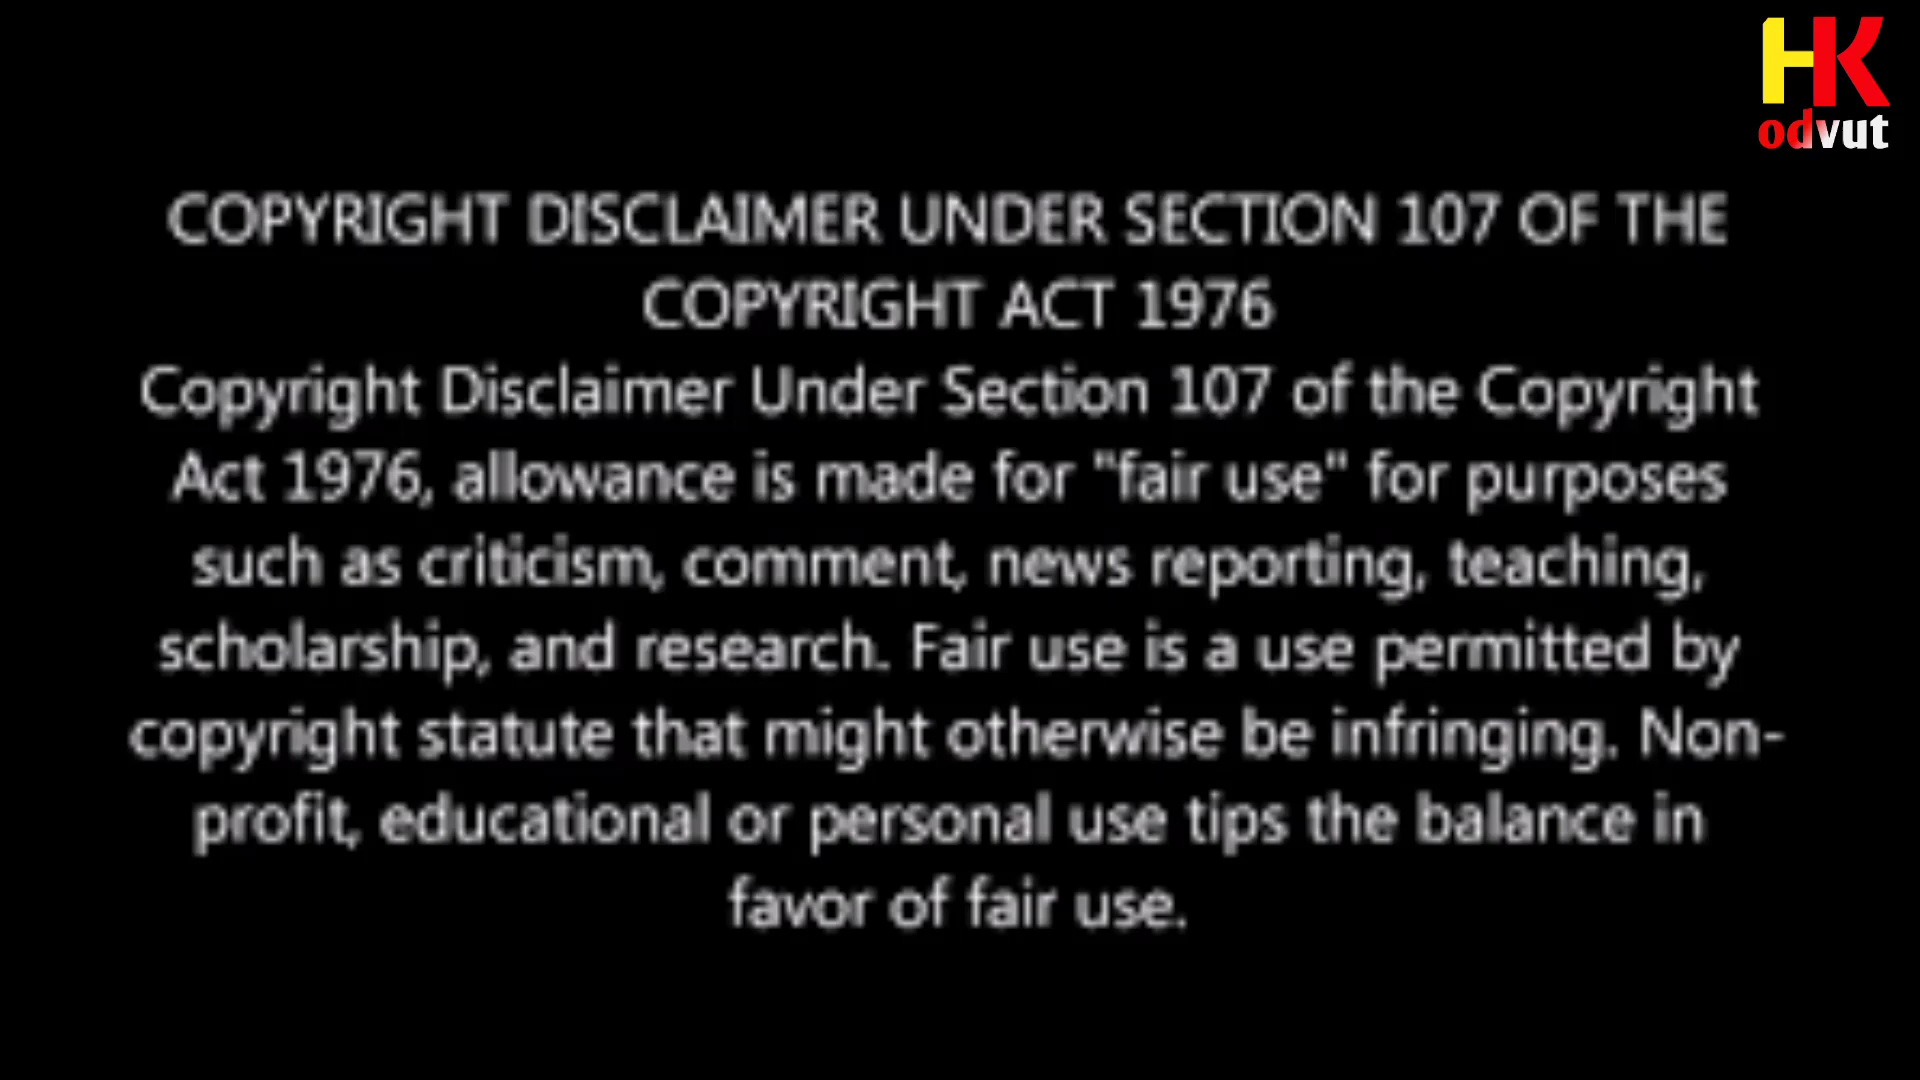 HK
odvut
COPYRIGHT DISCLAIMER UNDER SECTION 107 OF THE
COPYRIGHT ACT 1976
Copyright Disclaimer Under Section 107 of the Copyright
Act 1976, allowance is made for "fair use" for purposes
such as criticism, comment, news reporting, teaching,
scholarship, and research. Fair use is a use permitted by
copyright statute that might otherwise be infringing. Non-
profit, educational or personal use tips the balance in
favor of fair use.